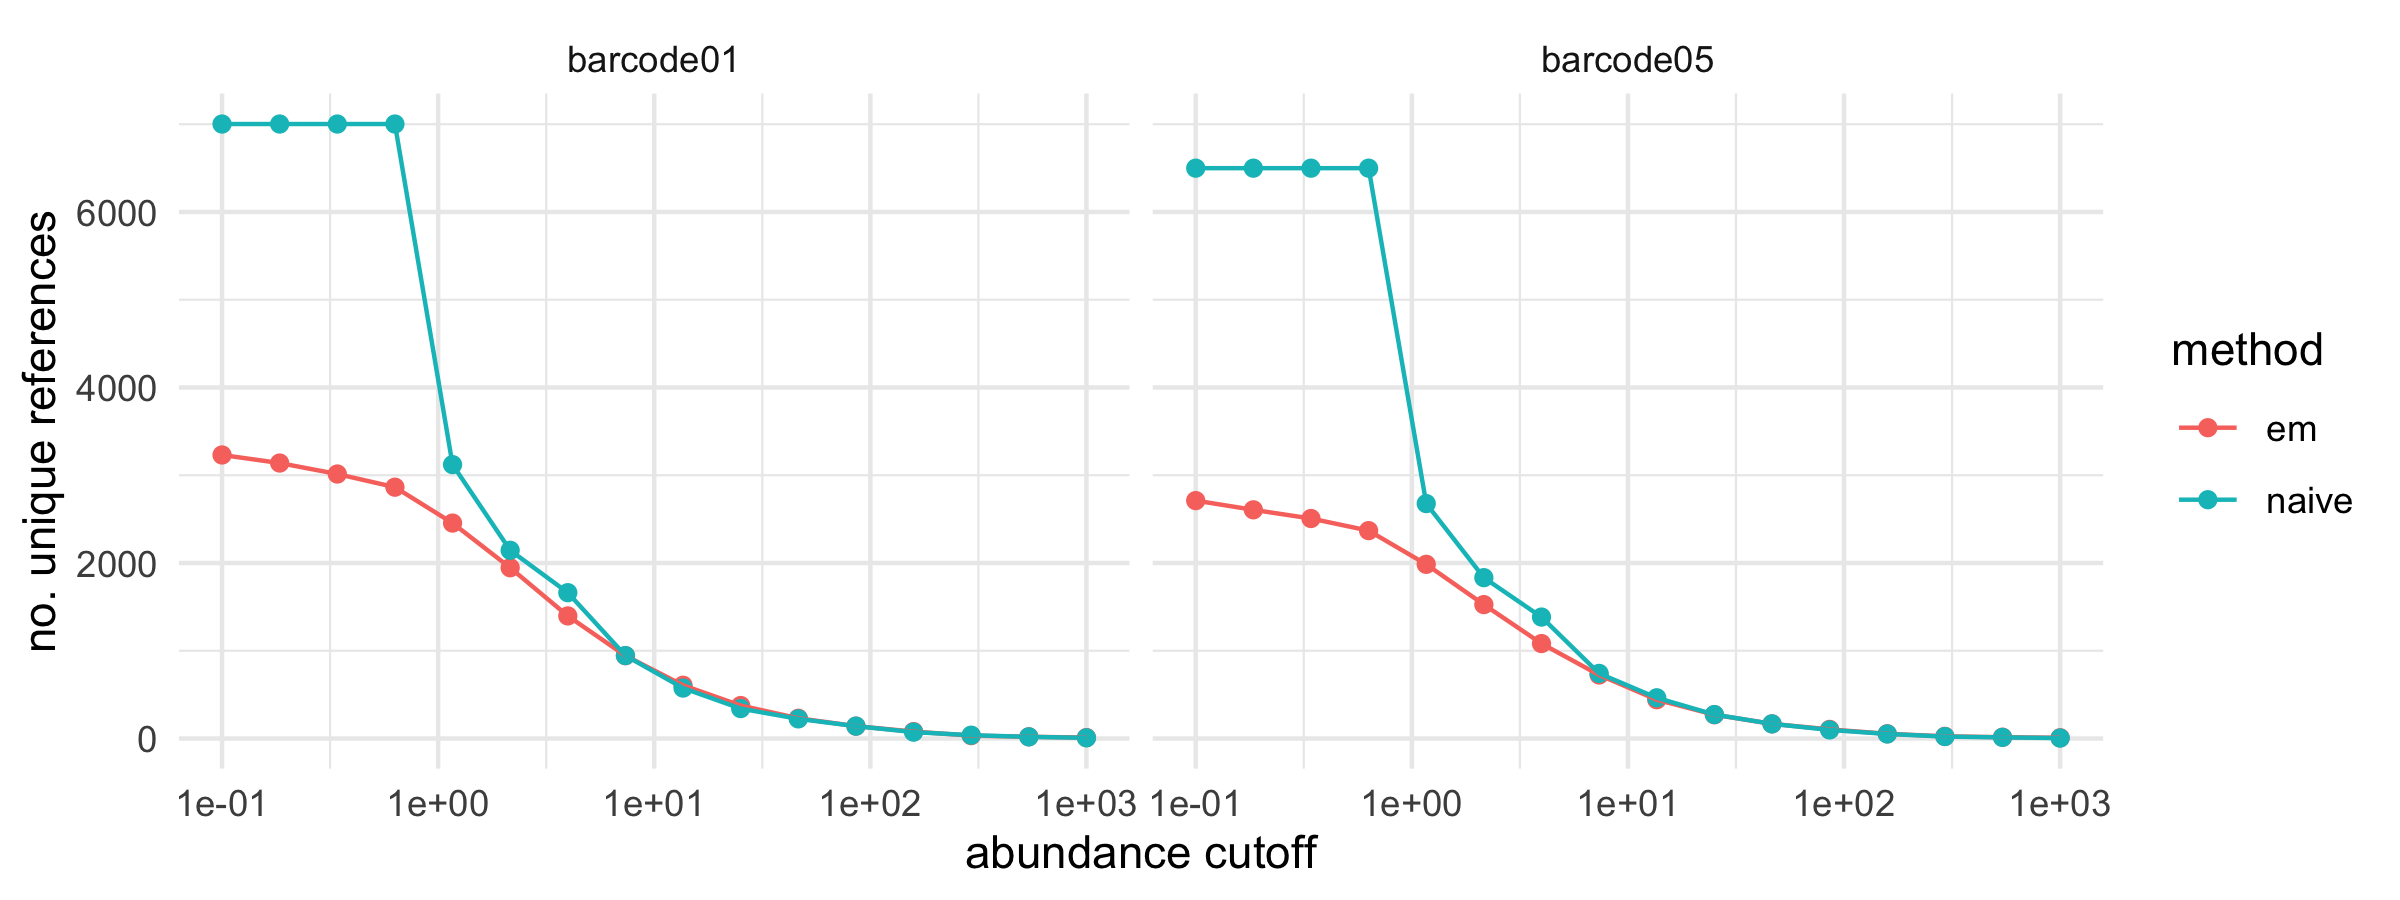 barcode01
barcode05
no. unique references
6000
4000
2000
0
1e-01 1e+00 1e+01 1e+02 1e+03
1e-01 1e+00 1e+01 1e+02 1e+03
abundance cutoff
method
em
naive